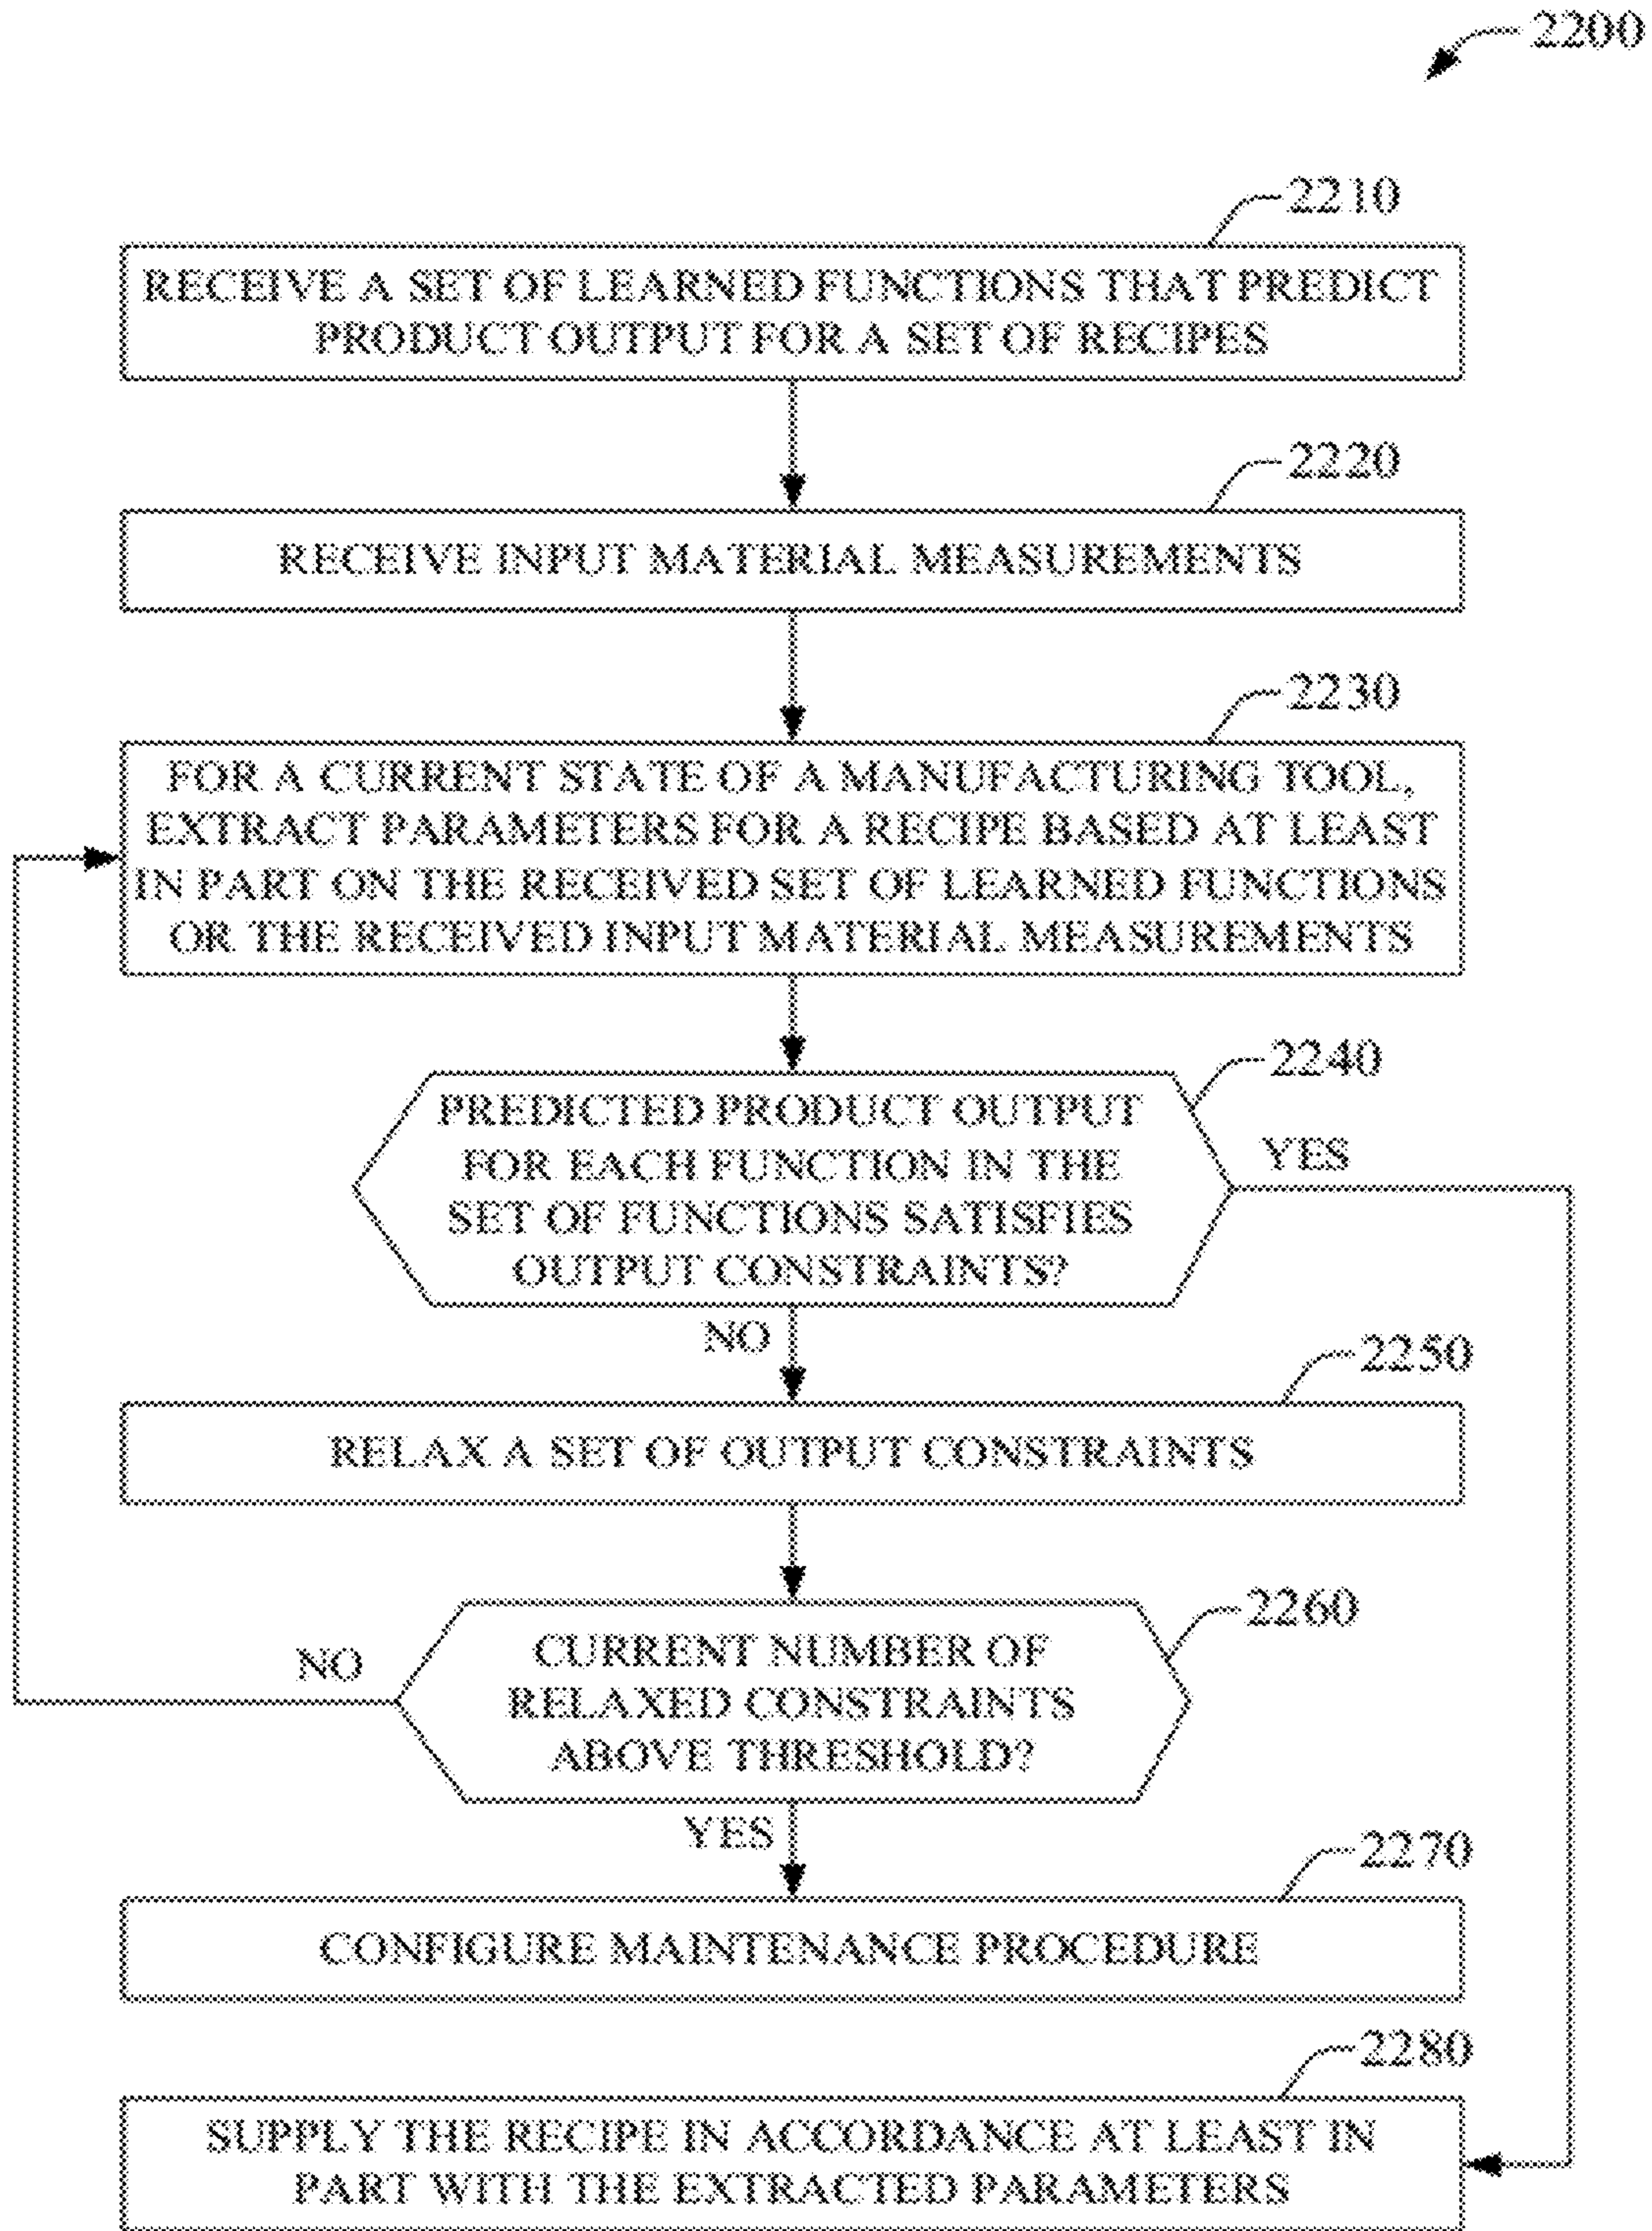 2200
2210
RECEIVE A SET OF LEARNED FUNCTIONS THAT PREDICT
PRODUCT OUTPUT FOR A SET OF RECIPES
2220
RECEIVE INPUT MATERIAL MEASUREMENTS
2230
FOR A CURRENT STATE OF A MANUFACTURING TOOL,
EXTRACT PARAMETERS FOR A RECIPE BASED AT LEAST
IN PART ON THE RECEIVED SET OF LEARNED FUNCTIONS
OR THE RECEIVED INPUT MATERIAL MEASUREMENTS
2240
PREDICTED PRODUCT OUTPUT
FOR EACH FUNCTION IN THE
SET OF FUNCTIONS SATISFIES
OUTPUT CONSTRAINTS?
YES
NO
2250
RELAX A SET OF OUTPUT CONSTRAINTS
2260
CURRENT NUMBER OF
RELAXED CONSTRAINTS
ABOVE THRESHOLD?
NO
YES
2270
CONFIGURE MAINTENANCE PROCEDURE
2280
SUPPLY THE RECIPE IN ACCORDANCE AT LEAST IN
PART WITH THE EXTRACTED PARAMETERS